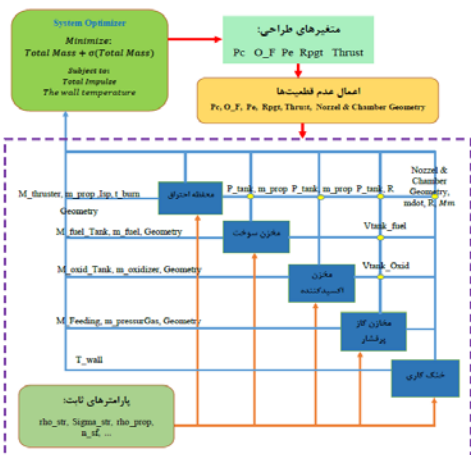 System Optimizer
Minimize:
Total Mass + σ(Total Mass)
Subject to:
Total Impulse
The wall temperature
متغیرهای طراحی:
Pc O_F Pe Rpgt Thrust
اعمال عدم قطعیت‌ها
Pc, O_F, Pe, Rpgt, Thrust, Nozzel & Chamber Geometry
M_thruster, m_prop ,Isp, t_burn
Geometry
محفظه احتراق
P_tank, m_prop
P_tank, m_prop
P_tank, R
Nozzel &
Chamber
Geometry,
mdot, R, Mm
M_fuel_Tank, m_fuel, Geometry
مخزن سوخت
Vtank_fuel
M_oxid_Tank, m_oxidizer, Geometry
مخزن
اکسیدکننده
Vtank_Oxid
M_Feeding, m_pressurGas, Geometry
مخازن گاز
پرفشار
T_wall
خنک کاری
پارامترهای ثابت:
rho_str, Sigma_str, rho_prop,
n_sf, ...